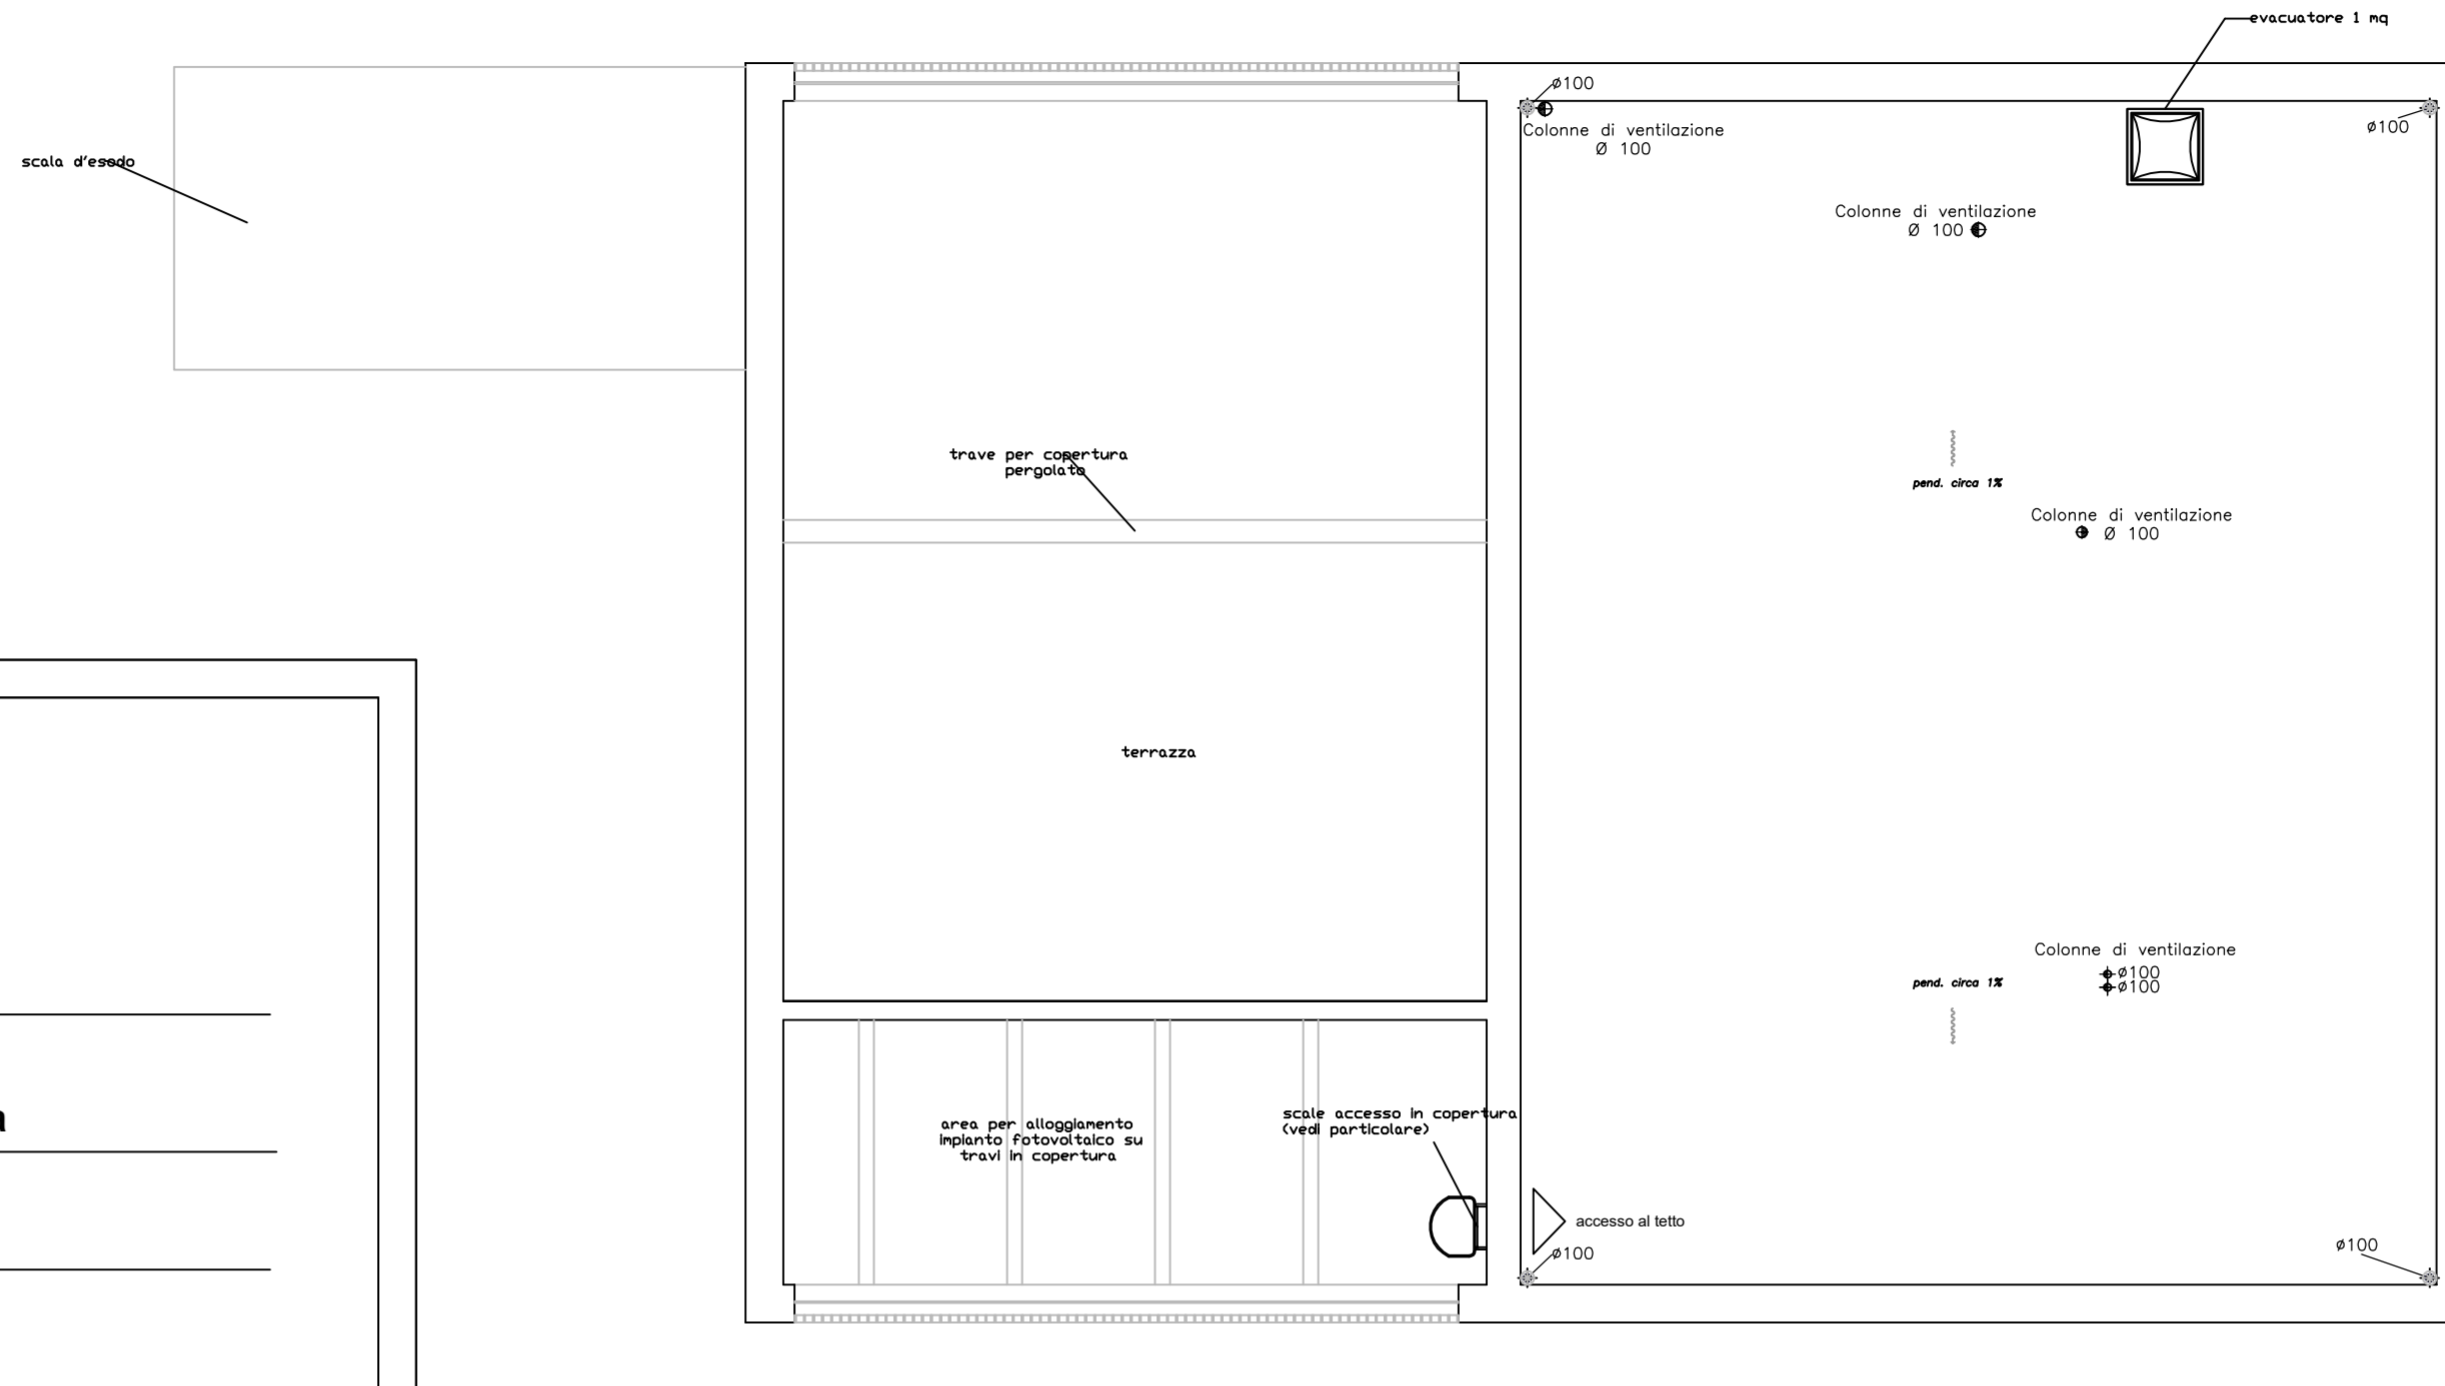 evacuatore 1 mq
ø100
ø100
Colonne di ventilazione
Ø 100
scala d'esodo
Colonne di ventilazione
Ø 100
trave per copertura
pergolato
pend. circa 1%
Colonne di ventilazione
Ø 100
terrazza
Colonne di ventilazione
ø100
ø100
pend. circa 1%
area per alloggiamento
impianto fotovoltaico su
travi in copertura
scale accesso in copertura
(vedi particolare)
accesso al tetto
ø100
ø100